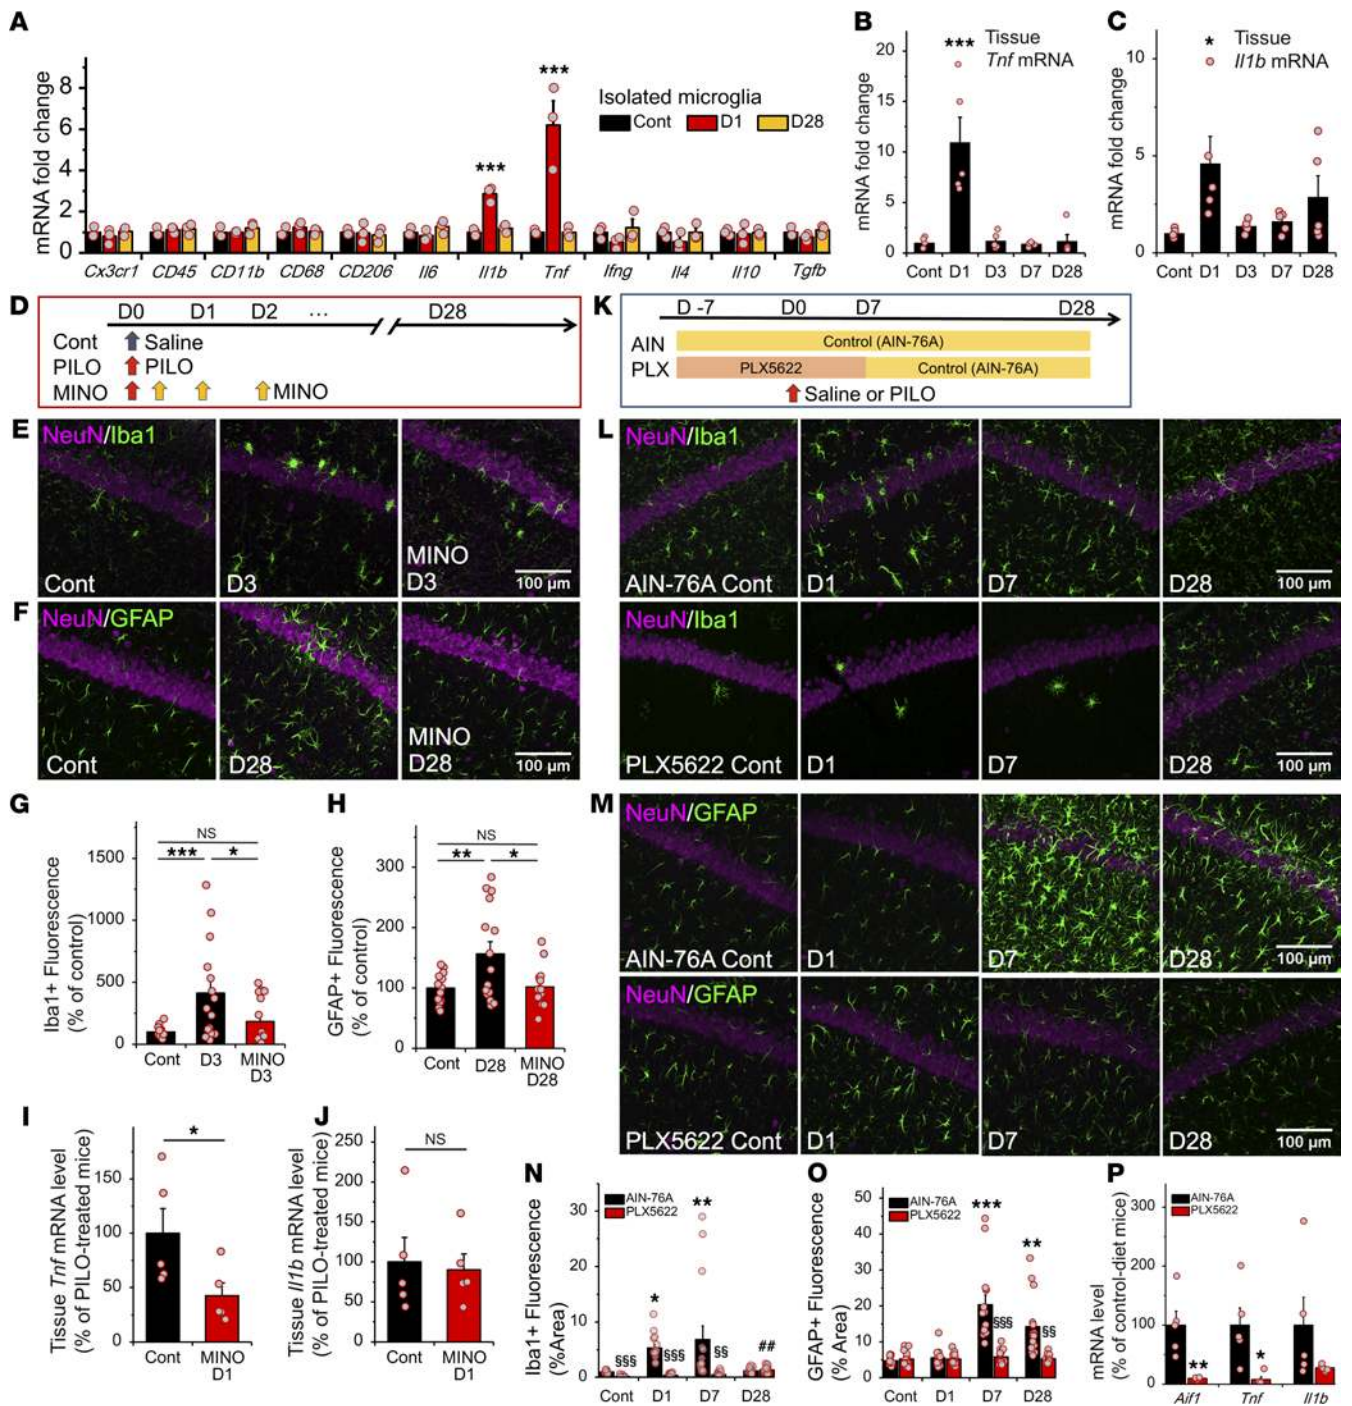 A
mRNA fold change
8
6
4
2
0
***
***
Isolated microglia
Cont D1 D28
Cx3cr1 CD45 CD11b CD68 CD206 Il6 Il1b Tnf Ifng Il4 Il10 Tgfb
B
mRNA fold change
20
15
10
5
0
*** Tissue
Tnf mRNA
Cont D1 D3 D7 D28
C
mRNA fold change
10
5
0
* Tissue
Il1b mRNA
Cont D1 D3 D7 D28
D
D0 D1 D2 ... D28
Cont Saline
PILO PILO
MINO MINO
K
D -7 D0 D7 D28
AIN Control (AIN-76A)
PLX PLX5622 Control (AIN-76A)
Saline or PILO
E
NeuN/Iba1
Cont
D3
MINO
D3
100 µm
F
NeuN/GFAP
Cont
D28
MINO
D28
100 µm
L
NeuN/Iba1
AIN-76A Cont
D1
D7
D28
100 µm
NeuN/Iba1
PLX5622 Cont
D1
D7
D28
100 µm
G
Iba1+ Fluorescence
(% of control)
1500
1000
500
0
NS
*** *
Cont D3 MINO
D3
H
GFAP+ Fluorescence
(% of control)
300
200
100
0
NS
** *
Cont D28 MINO
D28
M
NeuN/GFAP
AIN-76A Cont
D1
D7
D28
100 µm
NeuN/GFAP
PLX5622 Cont
D1
D7
D28
100 µm
I
Tissue Tnf mRNA level
(% of PILO-treated mice)
150
100
50
0
*
Cont MINO
D1
J
Tissue Il1b mRNA level
(% of PILO-treated mice)
250
200
150
100
50
0
NS
Cont MINO
D1
N
Iba1+ Fluorescence
(%Area)
30
20
10
0
AIN-76A
PLX5622
§§§ * §§§ ** §§ ##
Cont D1 D7 D28
O
GFAP+ Fluorescence
(% Area)
50
40
30
20
10
0
AIN-76A
PLX5622
*** §§§ ** §§
Cont D1 D7 D28
P
mRNA level
(% of control-diet mice)
300
200
100
0
AIN-76A
PLX5622
** *
Aif1 Tnf Il1b